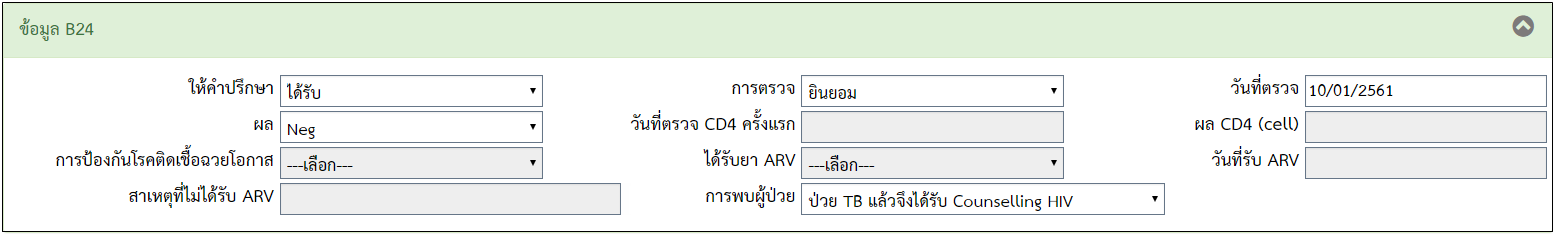 ข้อมูล B24
ให้คำปรึกษา ได้รับ การตรวจ ยินยอม วันที่ตรวจ 10/01/2561
ผล Neg วันที่ตรวจ CD4 ครั้งแรก ผล CD4 (cell)
การป้องกันโรคติดเชื้อฉวยโอกาส ---เลือก--- ได้รับยา ARV ---เลือก--- วันที่รับ ARV
สาเหตุที่ไม่ได้รับ ARV การพบผู้ป่วย ป่วย TB แล้วจึงได้รับ Counselling HIV